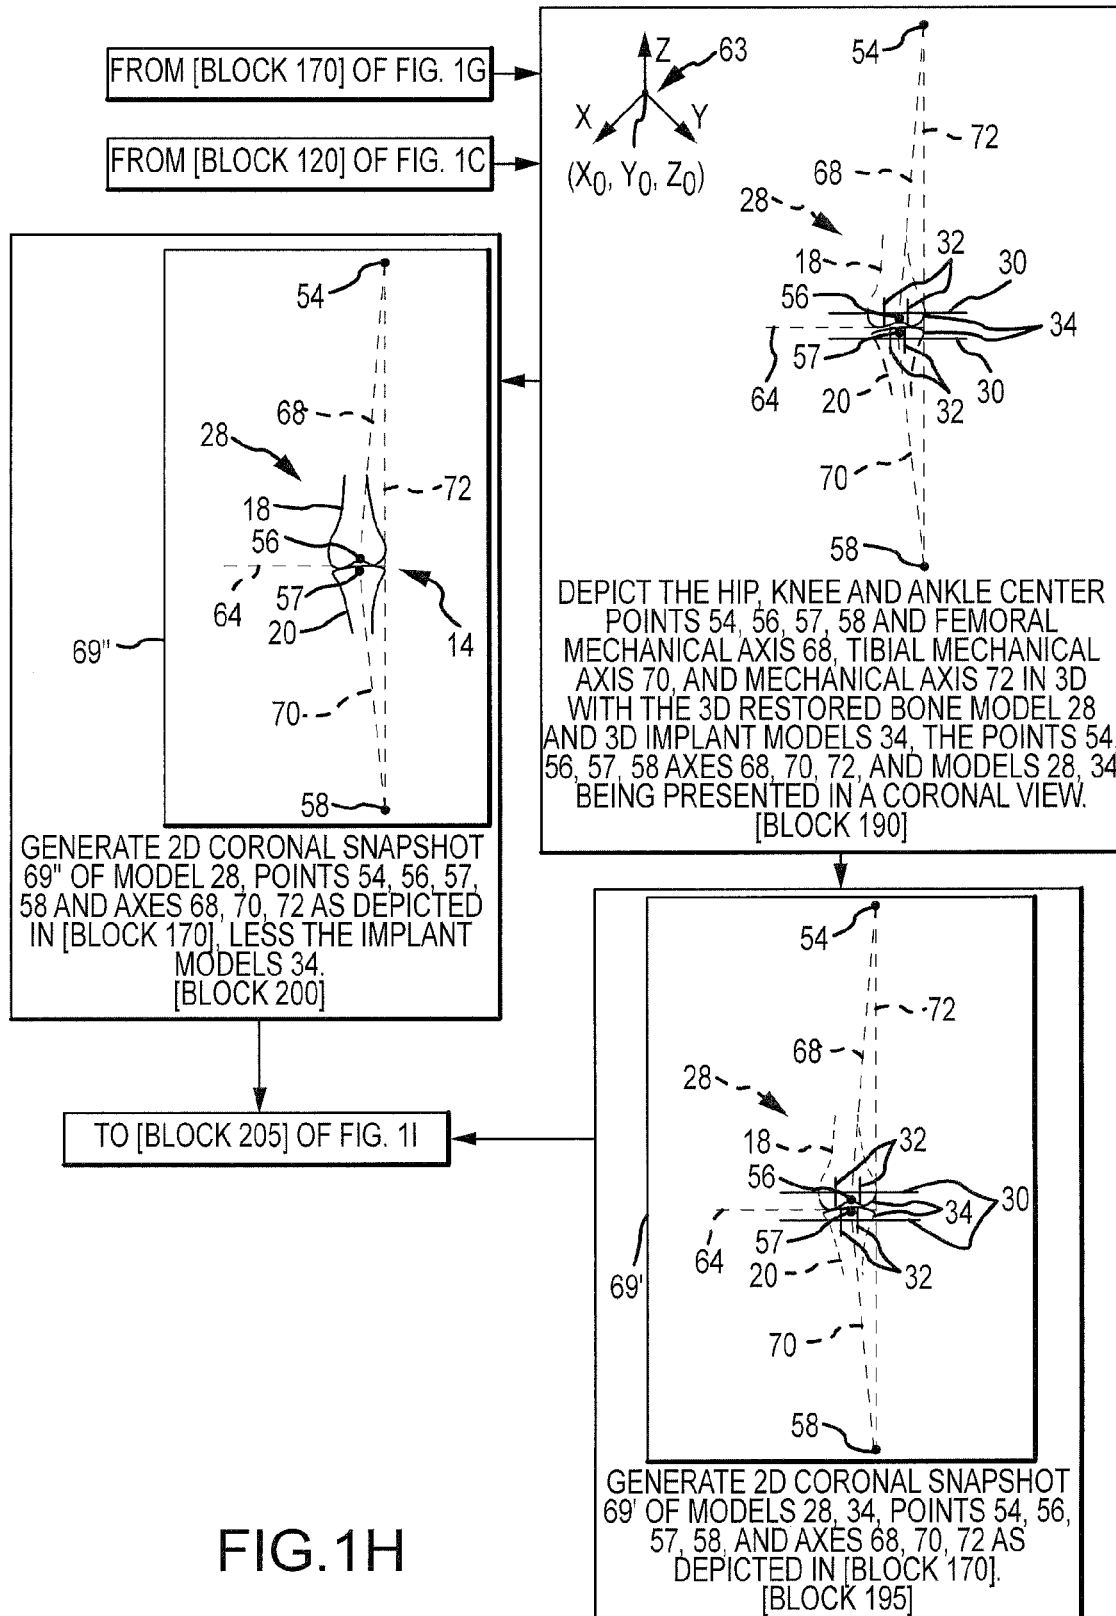 FROM [BLOCK 170] OF FIG. 1G
FROM [BLOCK 120] OF FIG. 1C
Z
63
X
Y
(X0, Y0, Z0)
54
72
68
28
32
18
30
56
34
57
64
20
32
30
70
58
DEPICT THE HIP, KNEE AND ANKLE CENTER
POINTS 54, 56, 57, 58 AND FEMORAL
MECHANICAL AXIS 68, TIBIAL MECHANICAL
AXIS 70, AND MECHANICAL AXIS 72 IN 3D
WITH THE 3D RESTORED BONE MODEL 28
AND 3D IMPLANT MODELS 34, THE POINTS 54,
56, 57, 58 AXES 68, 70, 72, AND MODELS 28, 34
BEING PRESENTED IN A CORONAL VIEW.
[BLOCK 190]
54
68
28
72
18
56
64
57
20
14
69"
70
58
GENERATE 2D CORONAL SNAPSHOT
69" OF MODEL 28, POINTS 54, 56, 57,
58 AND AXES 68, 70, 72 AS DEPICTED
IN [BLOCK 170], LESS THE IMPLANT
MODELS 34.
[BLOCK 200]
TO [BLOCK 205] OF FIG. 1I
54
72
68
28
18
32
56
30
34
57
64
20
32
69'
70
58
GENERATE 2D CORONAL SNAPSHOT
69' OF MODELS 28, 34, POINTS 54, 56,
57, 58, AND AXES 68, 70, 72 AS
DEPICTED IN [BLOCK 170].
[BLOCK 195]
FIG.1H